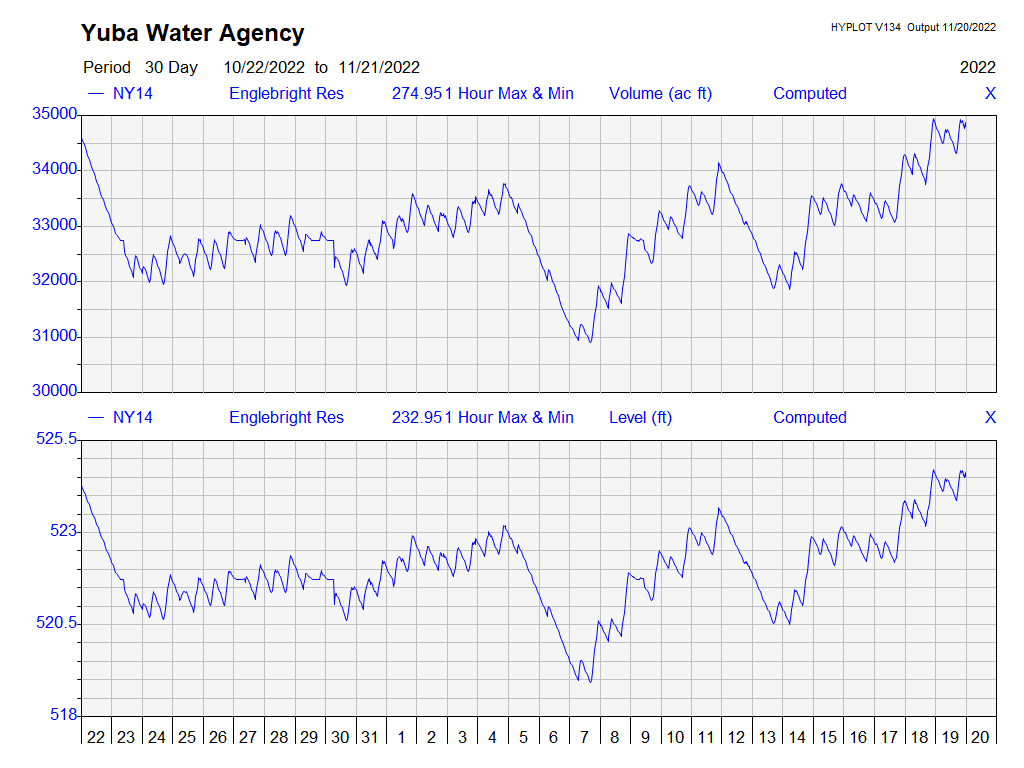 Yuba Water Agency HYPLOT V134 Output 11/20/2022
Period 30 Day 10/22/2022 to 11/21/2022 2022
NY14 Englebright Res 274.951 Hour Max & Min Volume (ac ft) Computed X
35000
34000
33000
32000
31000
30000
NY14 Englebright Res 232.951 Hour Max & Min Level (ft) Computed X
525.5
523
520.5
518
22 23 24 25 26 27 28 29 30 31 1 2 3 4 5 6 7 8 9 10 11 12 13 14 15 16 17 18 19 20